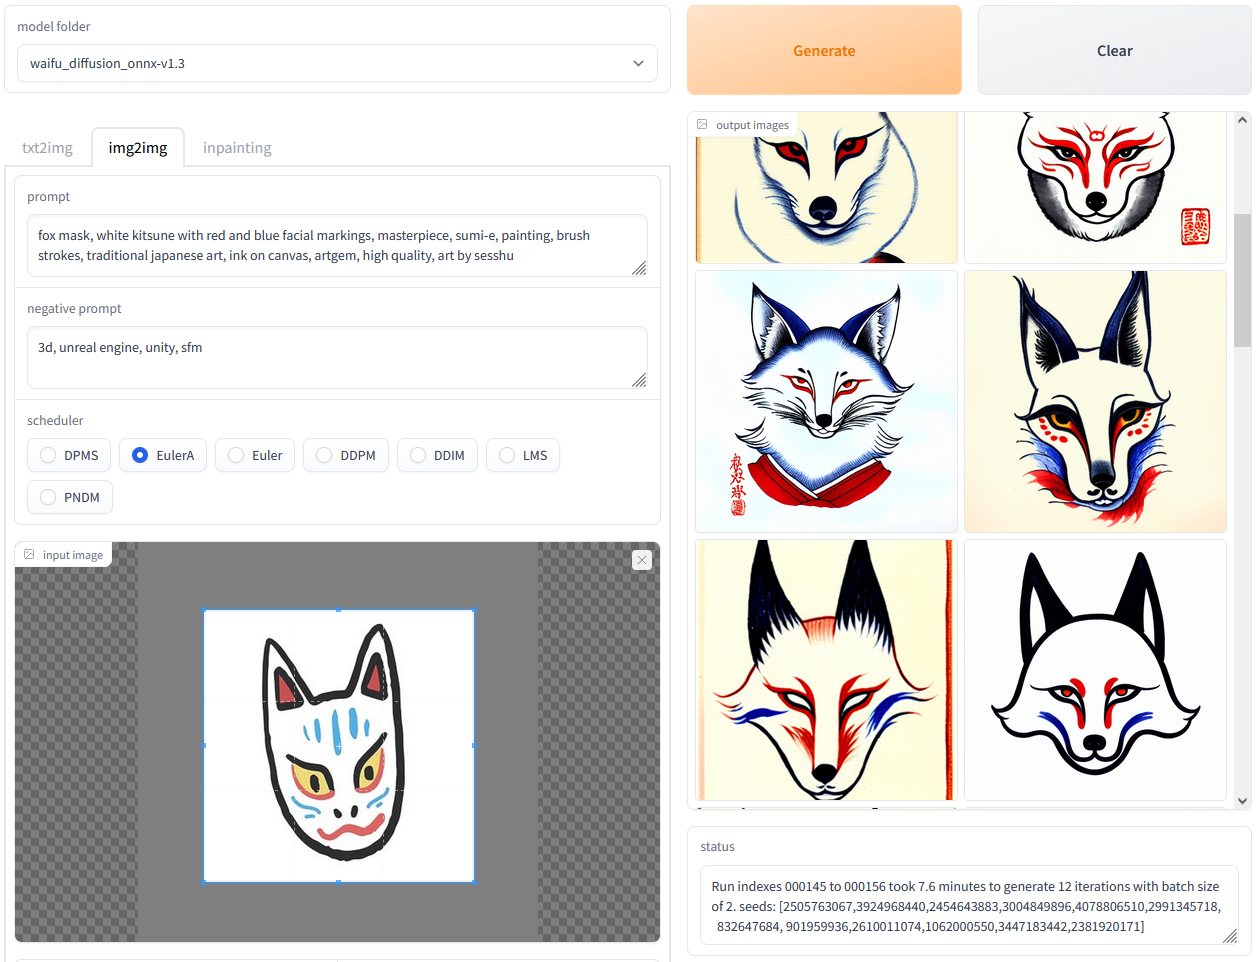 model folder
waifu_diffusion_onnx-v1.3
Generate
Clear
txt2img
img2img
inpainting
prompt
fox mask, white kitsune with red and blue facial markings, masterpiece, sumi-e, painting, brush
strokes, traditional japanese art, ink on canvas, artgem, high quality, art by sesshu
negative prompt
3d, unreal engine, unity, sfm
scheduler
DPMS
EulerA
Euler
DDPM
DDIM
LMS
PNDM
input image
output images
status
Run indexes 000145 to 000156 took 7.6 minutes to generate 12 iterations with batch size
of 2. seeds: [2505763067,3924968440,2454643883,3004849896,4078806510,2991345718,
832647684, 901959936,2610011074,1062000550,3447183442,2381920171]